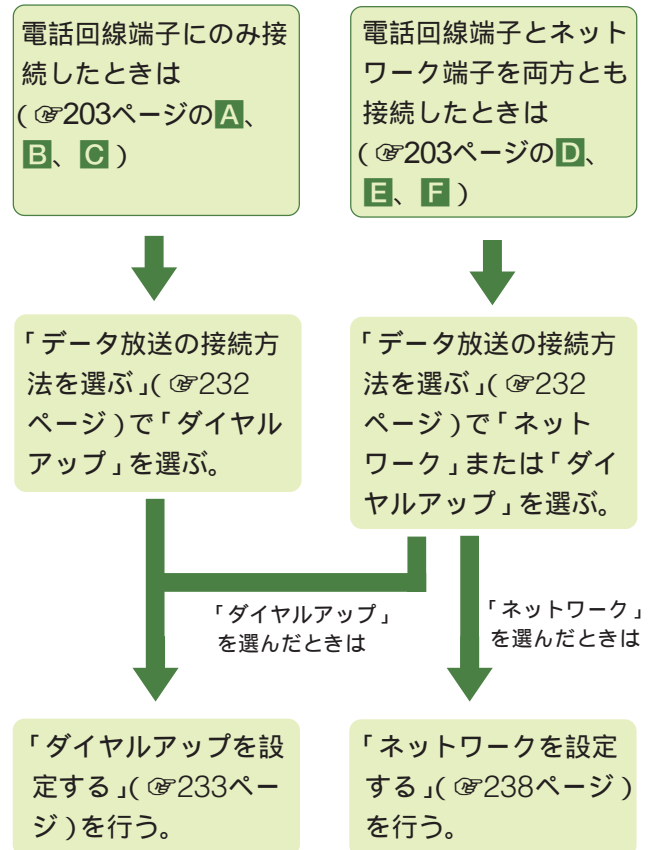 電話回線端子にのみ接
続したときは
(☞203ページのA、
B、C)
電話回線端子とネット
ワーク端子を両方とも
接続したときは
(☞203ページのD、
E、F)
「データ放送の接続方
法を選ぶ」(☞232
ページ)で「ダイヤル
アップ」を選ぶ。
「データ放送の接続方
法を選ぶ」(☞232
ページ)で「ネット
ワーク」または「ダイ
ヤルアップ」を選ぶ。
「ダイヤルアップ」
を選んだときは
「ネットワーク」
を選んだときは
「ダイヤルアップを設
定する」(☞233ペー
ジ)を行う。
「ネットワークを設定
する」(☞238ページ)
を行う。